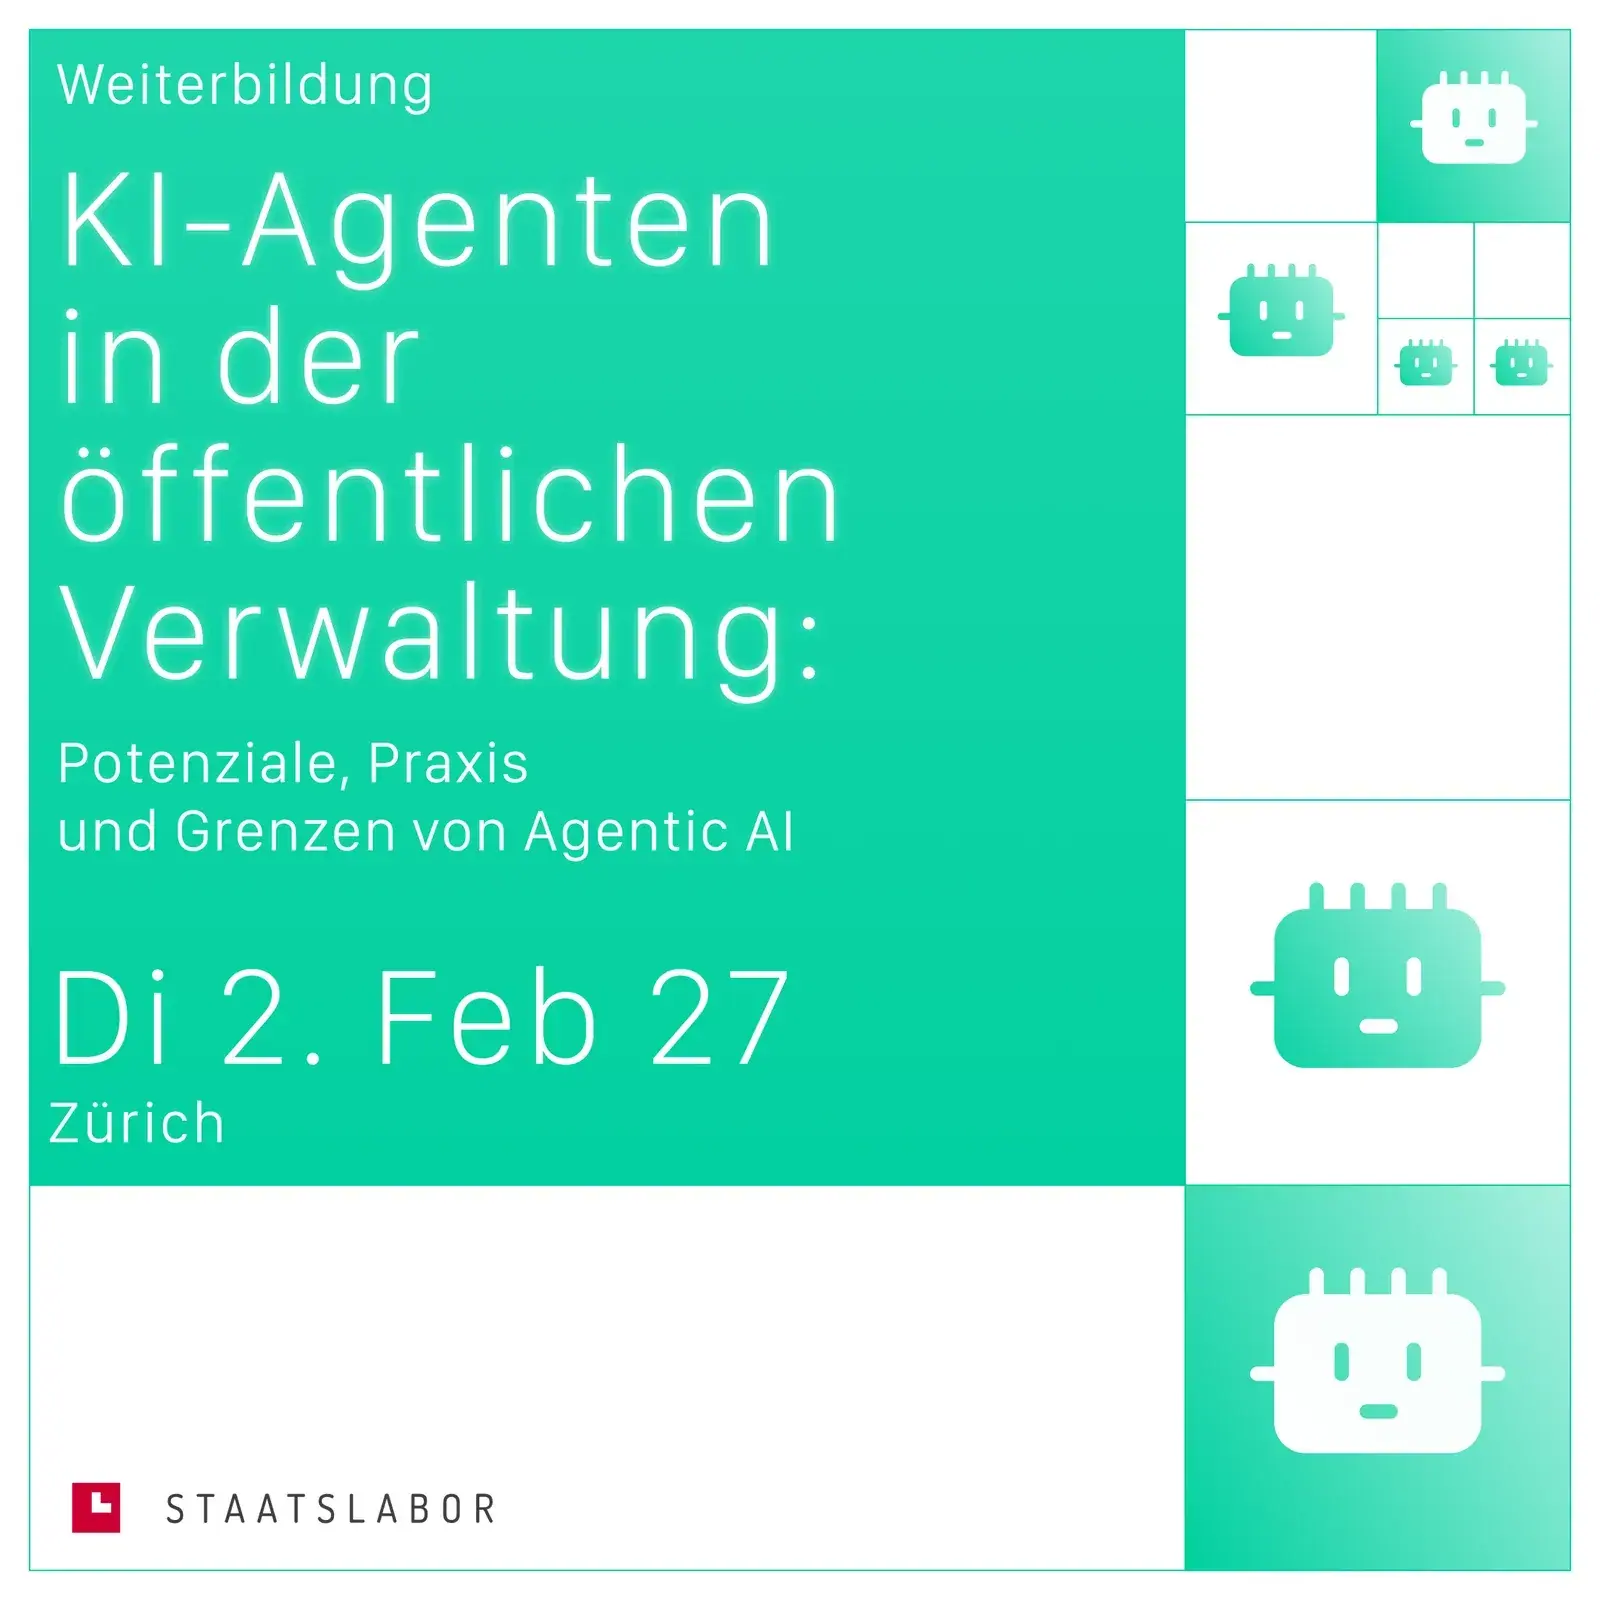 Weiterbildung
KI-Agenten
in der
öffentlichen
Verwaltung:
Potenziale, Praxis
und Grenzen von Agentic AI
Di 2. Feb 27
Zürich
STAATSLABOR